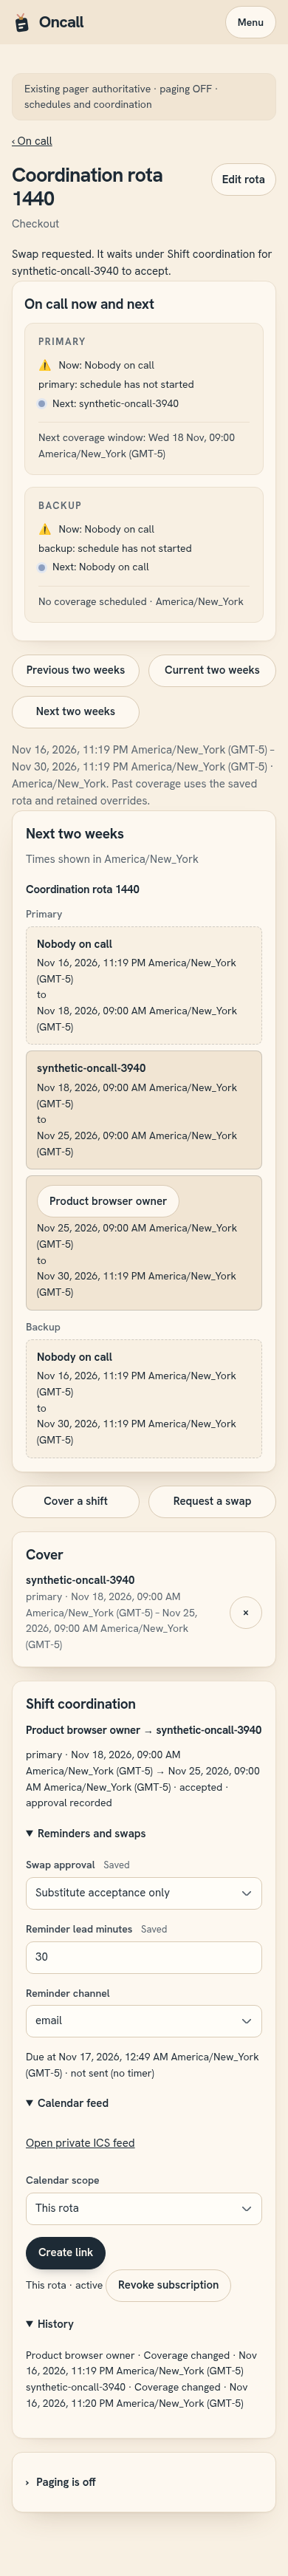 Oncall
Menu
Existing pager authoritative · paging OFF ·
schedules and coordination
‹ On call
Coordination rota
1440
Edit rota
Checkout
Swap requested. It waits under Shift coordination for
synthetic-oncall-3940 to accept.
On call now and next
PRIMARY
⚠️ Now: Nobody on call
primary: schedule has not started
Next: synthetic-oncall-3940
Next coverage window: Wed 18 Nov, 09:00
America/New_York (GMT-5)
BACKUP
⚠️ Now: Nobody on call
backup: schedule has not started
Next: Nobody on call
No coverage scheduled · America/New_York
Previous two weeks
Current two weeks
Next two weeks
Nov 16, 2026, 11:19 PM America/New_York (GMT-5) –
Nov 30, 2026, 11:19 PM America/New_York (GMT-5) ·
America/New_York. Past coverage uses the saved
rota and retained overrides.
Next two weeks
Times shown in America/New_York
Coordination rota 1440
Primary
Nobody on call
Nov 16, 2026, 11:19 PM America/New_York
(GMT-5)
to
Nov 18, 2026, 09:00 AM America/New_York
(GMT-5)
synthetic-oncall-3940
Nov 18, 2026, 09:00 AM America/New_York
(GMT-5)
to
Nov 25, 2026, 09:00 AM America/New_York
(GMT-5)
Product browser owner
Nov 25, 2026, 09:00 AM America/New_York
(GMT-5)
to
Nov 30, 2026, 11:19 PM America/New_York
(GMT-5)
Backup
Nobody on call
Nov 16, 2026, 11:19 PM America/New_York
(GMT-5)
to
Nov 30, 2026, 11:19 PM America/New_York
(GMT-5)
Cover a shift
Request a swap
Cover
synthetic-oncall-3940
primary · Nov 18, 2026, 09:00 AM
America/New_York (GMT-5) – Nov 25,
2026, 09:00 AM America/New_York
(GMT-5)
×
Shift coordination
Product browser owner → synthetic-oncall-3940
primary · Nov 18, 2026, 09:00 AM
America/New_York (GMT-5) → Nov 25, 2026, 09:00
AM America/New_York (GMT-5) · accepted ·
approval recorded
▼ Reminders and swaps
Swap approval Saved
Substitute acceptance only
Reminder lead minutes Saved
30
Reminder channel
email
Due at Nov 17, 2026, 12:49 AM America/New_York
(GMT-5) · not sent (no timer)
▼ Calendar feed
Open private ICS feed
Calendar scope
This rota
Create link
This rota · active
Revoke subscription
▼ History
Product browser owner · Coverage changed · Nov
16, 2026, 11:19 PM America/New_York (GMT-5)
synthetic-oncall-3940 · Coverage changed · Nov
16, 2026, 11:20 PM America/New_York (GMT-5)
› Paging is off